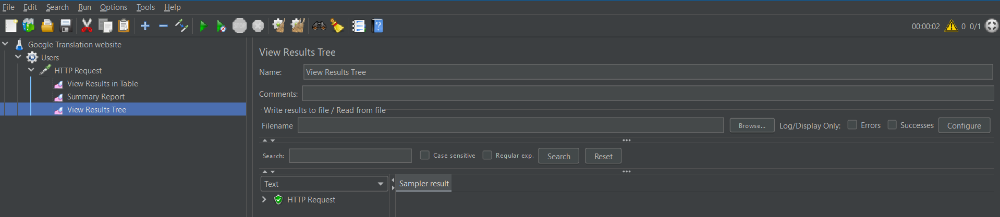 File Edit Search Run Options Tools Help
STOP 00:00:02 0 0/1
Google Translation website
Users
HTTP Request
View Results in Table
Summary Report
View Results Tree
View Results Tree
Name: View Results Tree
Comments:
Write results to file / Read from file
Filename Browse... Log/Display Only: Errors Successes Configure
Search: Case sensitive Regular exp. Search Reset
Text Sampler result
HTTP Request